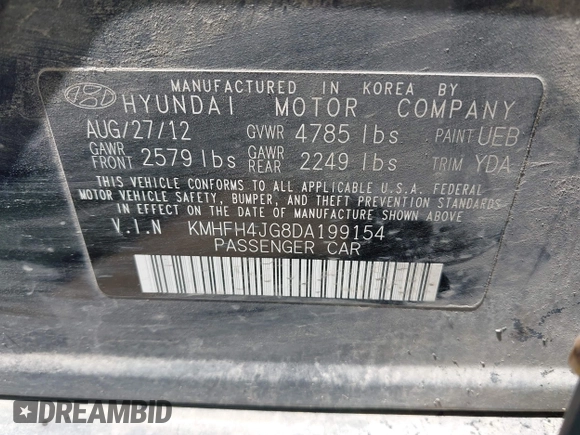 MANUFACTURED IN KOREA BY
HYUNDAI MOTOR COMPANY
AUG/27/12 GVWR 4785 lbs PAINT UEB
GAWR FRONT 2579 lbs GAWR REAR 2249 lbs TRIM YDA
THIS VEHICLE CONFORMS TO ALL APPLICABLE U.S.A. FEDERAL
MOTOR VEHICLE SAFETY, BUMPER, AND THEFT PREVENTION STANDARDS
IN EFFECT ON THE DATE OF MANUFACTURE SHOWN ABOVE.
V.I.N KMHFH4JG8DA199154
PASSENGER CAR
DREAMBID